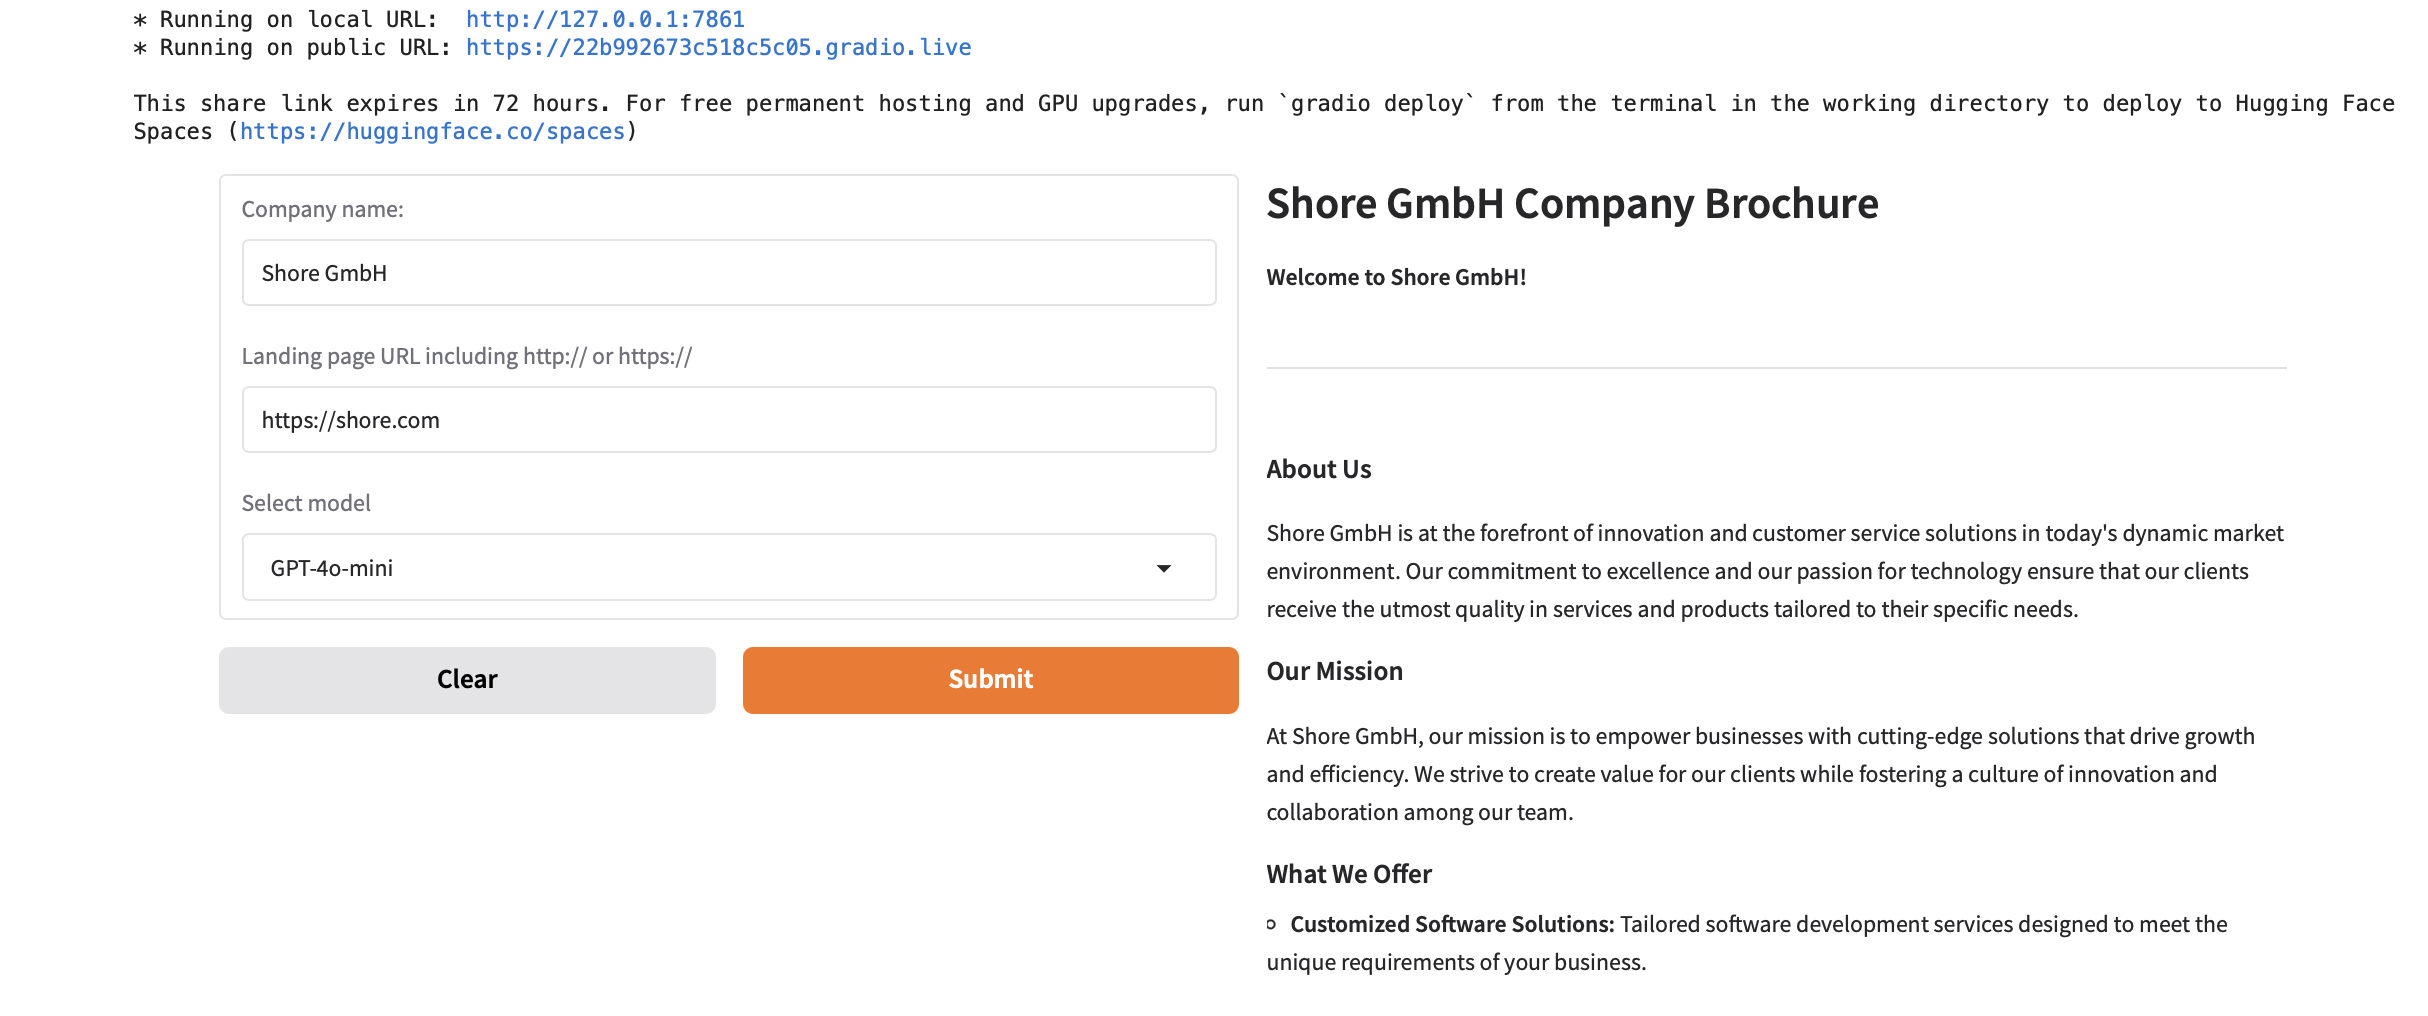 * Running on local URL:  http://127.0.0.1:7861
* Running on public URL: https://22b992673c518c5c05.gradio.live
This share link expires in 72 hours. For free permanent hosting and GPU upgrades, run `gradio deploy` from the terminal in the working directory to deploy to Hugging Face
Spaces (https://huggingface.co/spaces)
Company name:
Shore GmbH
Landing page URL including http:// or https://
https://shore.com
Select model
GPT-4o-mini
Clear
Submit
Shore GmbH Company Brochure
Welcome to Shore GmbH!
About Us
Shore GmbH is at the forefront of innovation and customer service solutions in today's dynamic market
environment. Our commitment to excellence and our passion for technology ensure that our clients
receive the utmost quality in services and products tailored to their specific needs.
Our Mission
At Shore GmbH, our mission is to empower businesses with cutting-edge solutions that drive growth
and efficiency. We strive to create value for our clients while fostering a culture of innovation and
collaboration among our team.
What We Offer
Customized Software Solutions: Tailored software development services designed to meet the
unique requirements of your business.